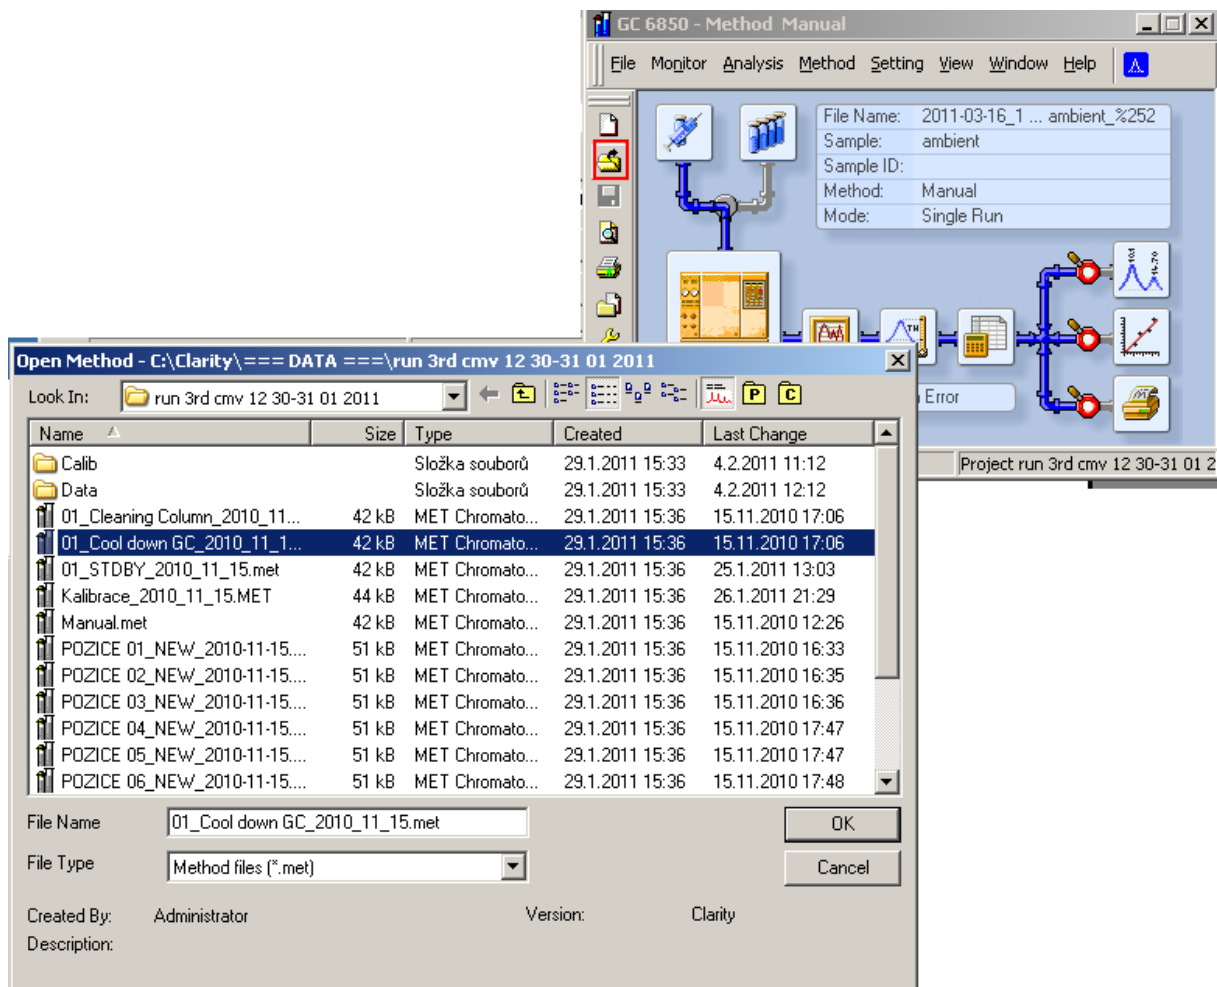 GC 6850 - Method Manual
File Monitor Analysis Method Setting View Window Help
File Name: 2011-03-16_1 ... ambient_%252
Sample: ambient
Sample ID:
Method: Manual
Mode: Single Run
Error
Project run 3rd cmv 12 30-31 01 2
Open Method - C:\Clarity\=== DATA ===\run 3rd cmv 12 30-31 01 2011
Look In: run 3rd cmv 12 30-31 01 2011 P C
Name Size Type Created Last Change
Calib Složka souborů 29.1.2011 15:33 4.2.2011 11:12
Data Složka souborů 29.1.2011 15:33 4.2.2011 12:12
01_Cleaning Column_2010_11... 42 kB MET Chromato... 29.1.2011 15:36 15.11.2010 17:06
01_Cool down GC_2010_11_1... 42 kB MET Chromato... 29.1.2011 15:36 15.11.2010 17:06
01_STDBY_2010_11_15.met 42 kB MET Chromato... 29.1.2011 15:36 25.1.2011 13:03
Kalibrace_2010_11_15.MET 44 kB MET Chromato... 29.1.2011 15:36 26.1.2011 21:29
Manual.met 42 kB MET Chromato... 29.1.2011 15:36 15.11.2010 12:26
POZICE 01_NEW_2010-11-15.... 51 kB MET Chromato... 29.1.2011 15:36 15.11.2010 16:33
POZICE 02_NEW_2010-11-15.... 51 kB MET Chromato... 29.1.2011 15:36 15.11.2010 16:35
POZICE 03_NEW_2010-11-15.... 51 kB MET Chromato... 29.1.2011 15:36 15.11.2010 16:36
POZICE 04_NEW_2010-11-15.... 51 kB MET Chromato... 29.1.2011 15:36 15.11.2010 17:47
POZICE 05_NEW_2010-11-15.... 51 kB MET Chromato... 29.1.2011 15:36 15.11.2010 17:47
POZICE 06_NEW_2010-11-15.... 51 kB MET Chromato... 29.1.2011 15:36 15.11.2010 17:48
File Name 01_Cool down GC_2010_11_15.met OK
File Type Method files (*.met) Cancel
Created By: Administrator Version: Clarity
Description: